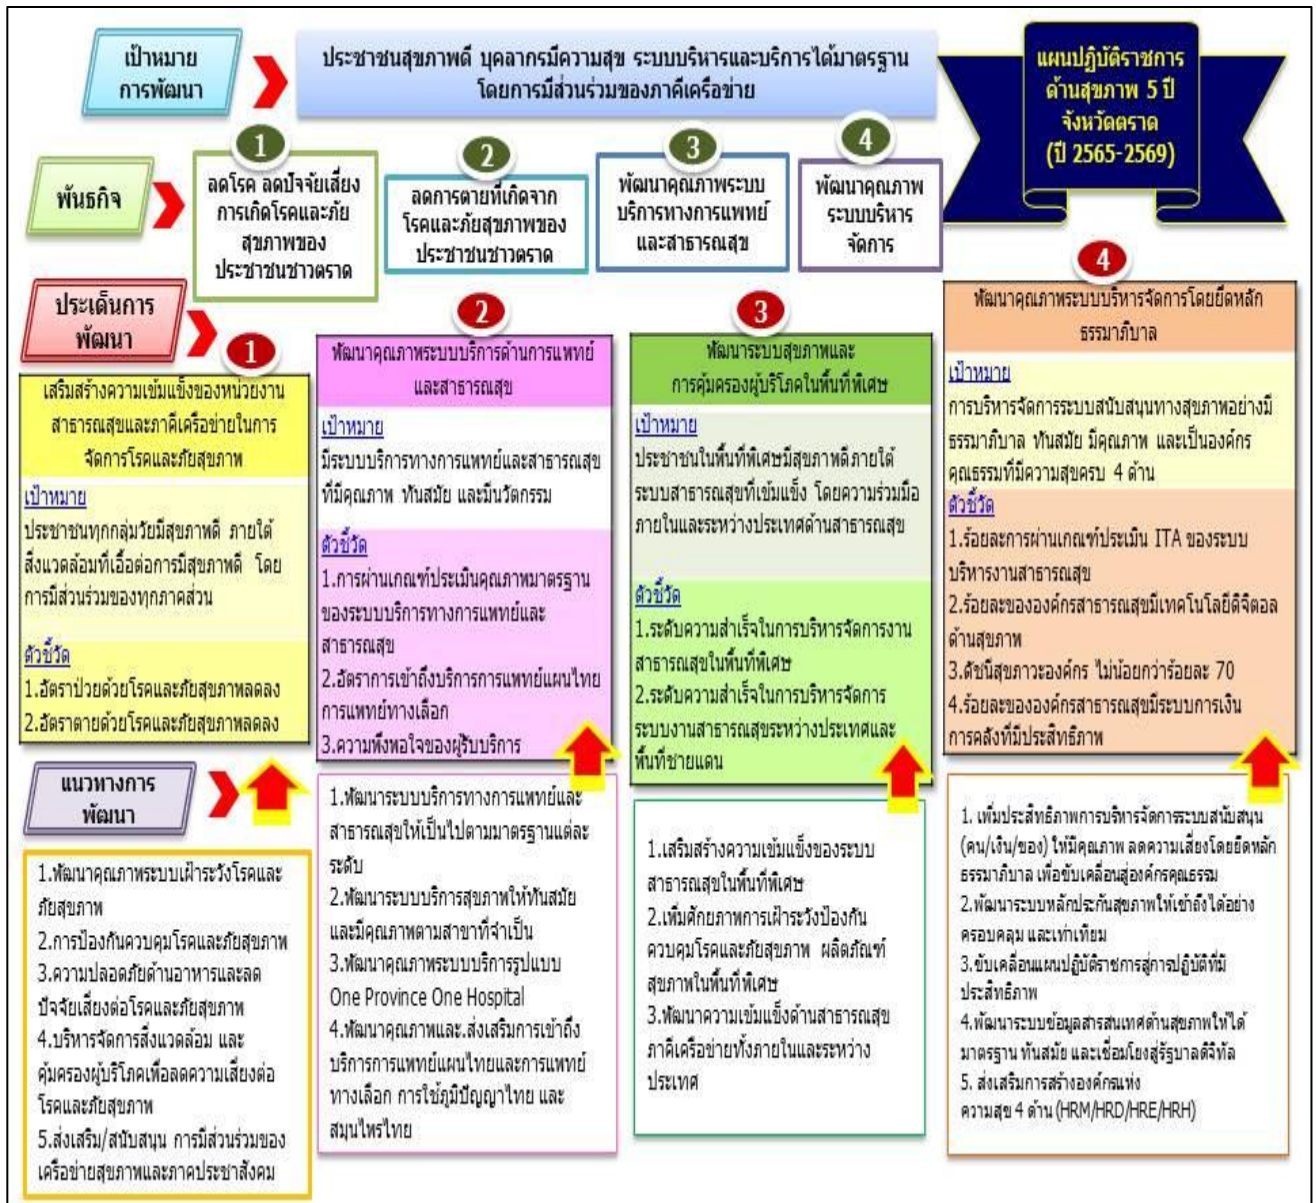 เป้าหมาย
การพัฒนา
ประชาชนสุขภาพดี บุคลากรมีความสุข ระบบบริหารและบริการได้มาตรฐาน
โดยการมีส่วนร่วมของภาคีเครือข่าย
แผนปฏิบัติราชการ
ด้านสุขภาพ 5 ปี
จังหวัดตราด
(ปี 2565-2569)
พันธกิจ
1
ลดโรค ลดปัจจัยเสี่ยง
การเกิดโรคและภัย
สุขภาพของ
ประชาชนชาวตราด
2
ลดการตายที่เกิดจาก
โรคและภัยสุขภาพของ
ประชาชนชาวตราด
3
พัฒนาคุณภาพระบบ
บริการทางการแพทย์
และสาธารณสุข
4
พัฒนาคุณภาพ
ระบบบริหาร
จัดการ
ประเด็นการ
พัฒนา
1
เสริมสร้างความเข้มแข็งของหน่วยงาน
สาธารณสุขและภาคีเครือข่ายในการ
จัดการโรคและภัยสุขภาพ
เป้าหมาย
ประชาชนทุกกลุ่มวัยมีสุขภาพดี ภายใต้
สิ่งแวดล้อมที่เอื้อต่อการมีสุขภาพดี โดย
การมีส่วนร่วมของทุกภาคส่วน
ตัวชี้วัด
1.อัตราป่วยด้วยโรคและภัยสุขภาพลดลง
2.อัตราตายด้วยโรคและภัยสุขภาพลดลง
2
พัฒนาคุณภาพระบบบริการด้านการแพทย์
และสาธารณสุข
เป้าหมาย
มีระบบบริการทางการแพทย์และสาธารณสุข
ที่มีคุณภาพ ทันสมัย และมีนวัตกรรม
ตัวชี้วัด
1.การผ่านเกณฑ์ประเมินคุณภาพมาตรฐาน
ของระบบบริการทางการแพทย์และ
สาธารณสุข
2.อัตราการเข้าถึงบริการการแพทย์แผนไทย
การแพทย์ทางเลือก
3.ความพึงพอใจของผู้รับบริการ
3
พัฒนาระบบสุขภาพและ
การคุ้มครองผู้บริโภคในพื้นที่พิเศษ
เป้าหมาย
ประชาชนในพื้นที่พิเศษมีสุขภาพดีภายใต้
ระบบสาธารณสุขที่เข้มแข็ง โดยความร่วมมือ
ภายในและระหว่างประเทศด้านสาธารณสุข
ตัวชี้วัด
1.ระดับความสำเร็จในการบริหารจัดการงาน
สาธารณสุขในพื้นที่พิเศษ
2.ระดับความสำเร็จในการบริหารจัดการ
ระบบงานสาธารณสุขระหว่างประเทศและ
พื้นที่ชายแดน
4
พัฒนาคุณภาพระบบบริหารจัดการโดยยึดหลัก
ธรรมาภิบาล
เป้าหมาย
การบริหารจัดการระบบสนับสนุนทางสุขภาพอย่างมี
ธรรมาภิบาล ทันสมัย มีคุณภาพ และเป็นองค์กร
คุณธรรมที่มีความสุขครบ 4 ด้าน
ตัวชี้วัด
1.ร้อยละการผ่านเกณฑ์ประเมิน ITA ของระบบ
บริหารงานสาธารณสุข
2.ร้อยละขององค์กรสาธารณสุขมีเทคโนโลยีดิจิตอล
ด้านสุขภาพ
3.ดัชนีสุขภาวะองค์กร ไม่น้อยกว่าร้อยละ 70
4.ร้อยละขององค์กรสาธารณสุขมีระบบการเงิน
การคลังที่มีประสิทธิภาพ
แนวทางการ
พัฒนา
1.พัฒนาคุณภาพระบบเฝ้าระวังโรคและ
ภัยสุขภาพ
2.การป้องกันควบคุมโรคและภัยสุขภาพ
3.ความปลอดภัยด้านอาหารและลด
ปัจจัยเสี่ยงต่อโรคและภัยสุขภาพ
4.บริหารจัดการสิ่งแวดล้อม และ
คุ้มครองผู้บริโภคเพื่อลดความเสี่ยงต่อ
โรคและภัยสุขภาพ
5.ส่งเสริม/สนับสนุน การมีส่วนร่วมของ
เครือข่ายสุขภาพและภาคประชาสังคม
1.พัฒนาระบบบริการทางการแพทย์และ
สาธารณสุขให้เป็นไปตามมาตรฐานแต่ละ
ระดับ
2.พัฒนาระบบบริการสุขภาพให้ทันสมัย
และมีคุณภาพตามสาขาที่จำเป็น
3.พัฒนาคุณภาพระบบบริการรูปแบบ
One Province One Hospital
4.พัฒนาคุณภาพและ.ส่งเสริมการเข้าถึง
บริการการแพทย์แผนไทยและการแพทย์
ทางเลือก การใช้ภูมิปัญญาไทย และ
สมุนไพรไทย
1.เสริมสร้างความเข้มแข็งของระบบ
สาธารณสุขในพื้นที่พิเศษ
2.เพิ่มศักยภาพการเฝ้าระวังป้องกัน
ควบคุมโรคและภัยสุขภาพ ผลิตภัณฑ์
สุขภาพในพื้นที่พิเศษ
3.พัฒนาความเข้มแข็งด้านสาธารณสุข
ภาคีเครือข่ายทั้งภายในและระหว่าง
ประเทศ
1. เพิ่มประสิทธิภาพการบริหารจัดการระบบสนับสนุน
(คน/เงิน/ของ) ให้มีคุณภาพ ลดความเสี่ยงโดยยึดหลัก
ธรรมาภิบาล เพื่อขับเคลื่อนสู่องค์กรคุณธรรม
2.พัฒนาระบบหลักประกันสุขภาพให้เข้าถึงได้อย่าง
ครอบคลุม และเท่าเทียม
3.ขับเคลื่อนแผนปฏิบัติราชการสู่การปฏิบัติที่มี
ประสิทธิภาพ
4.พัฒนาระบบข้อมูลสารสนเทศด้านสุขภาพให้ได้
มาตรฐาน ทันสมัย และเชื่อมโยงสู่รัฐบาลดิจิทัล
5. ส่งเสริมการสร้างองค์กรแห่ง
ความสุข 4 ด้าน (HRM/HRD/HRE/HRH)